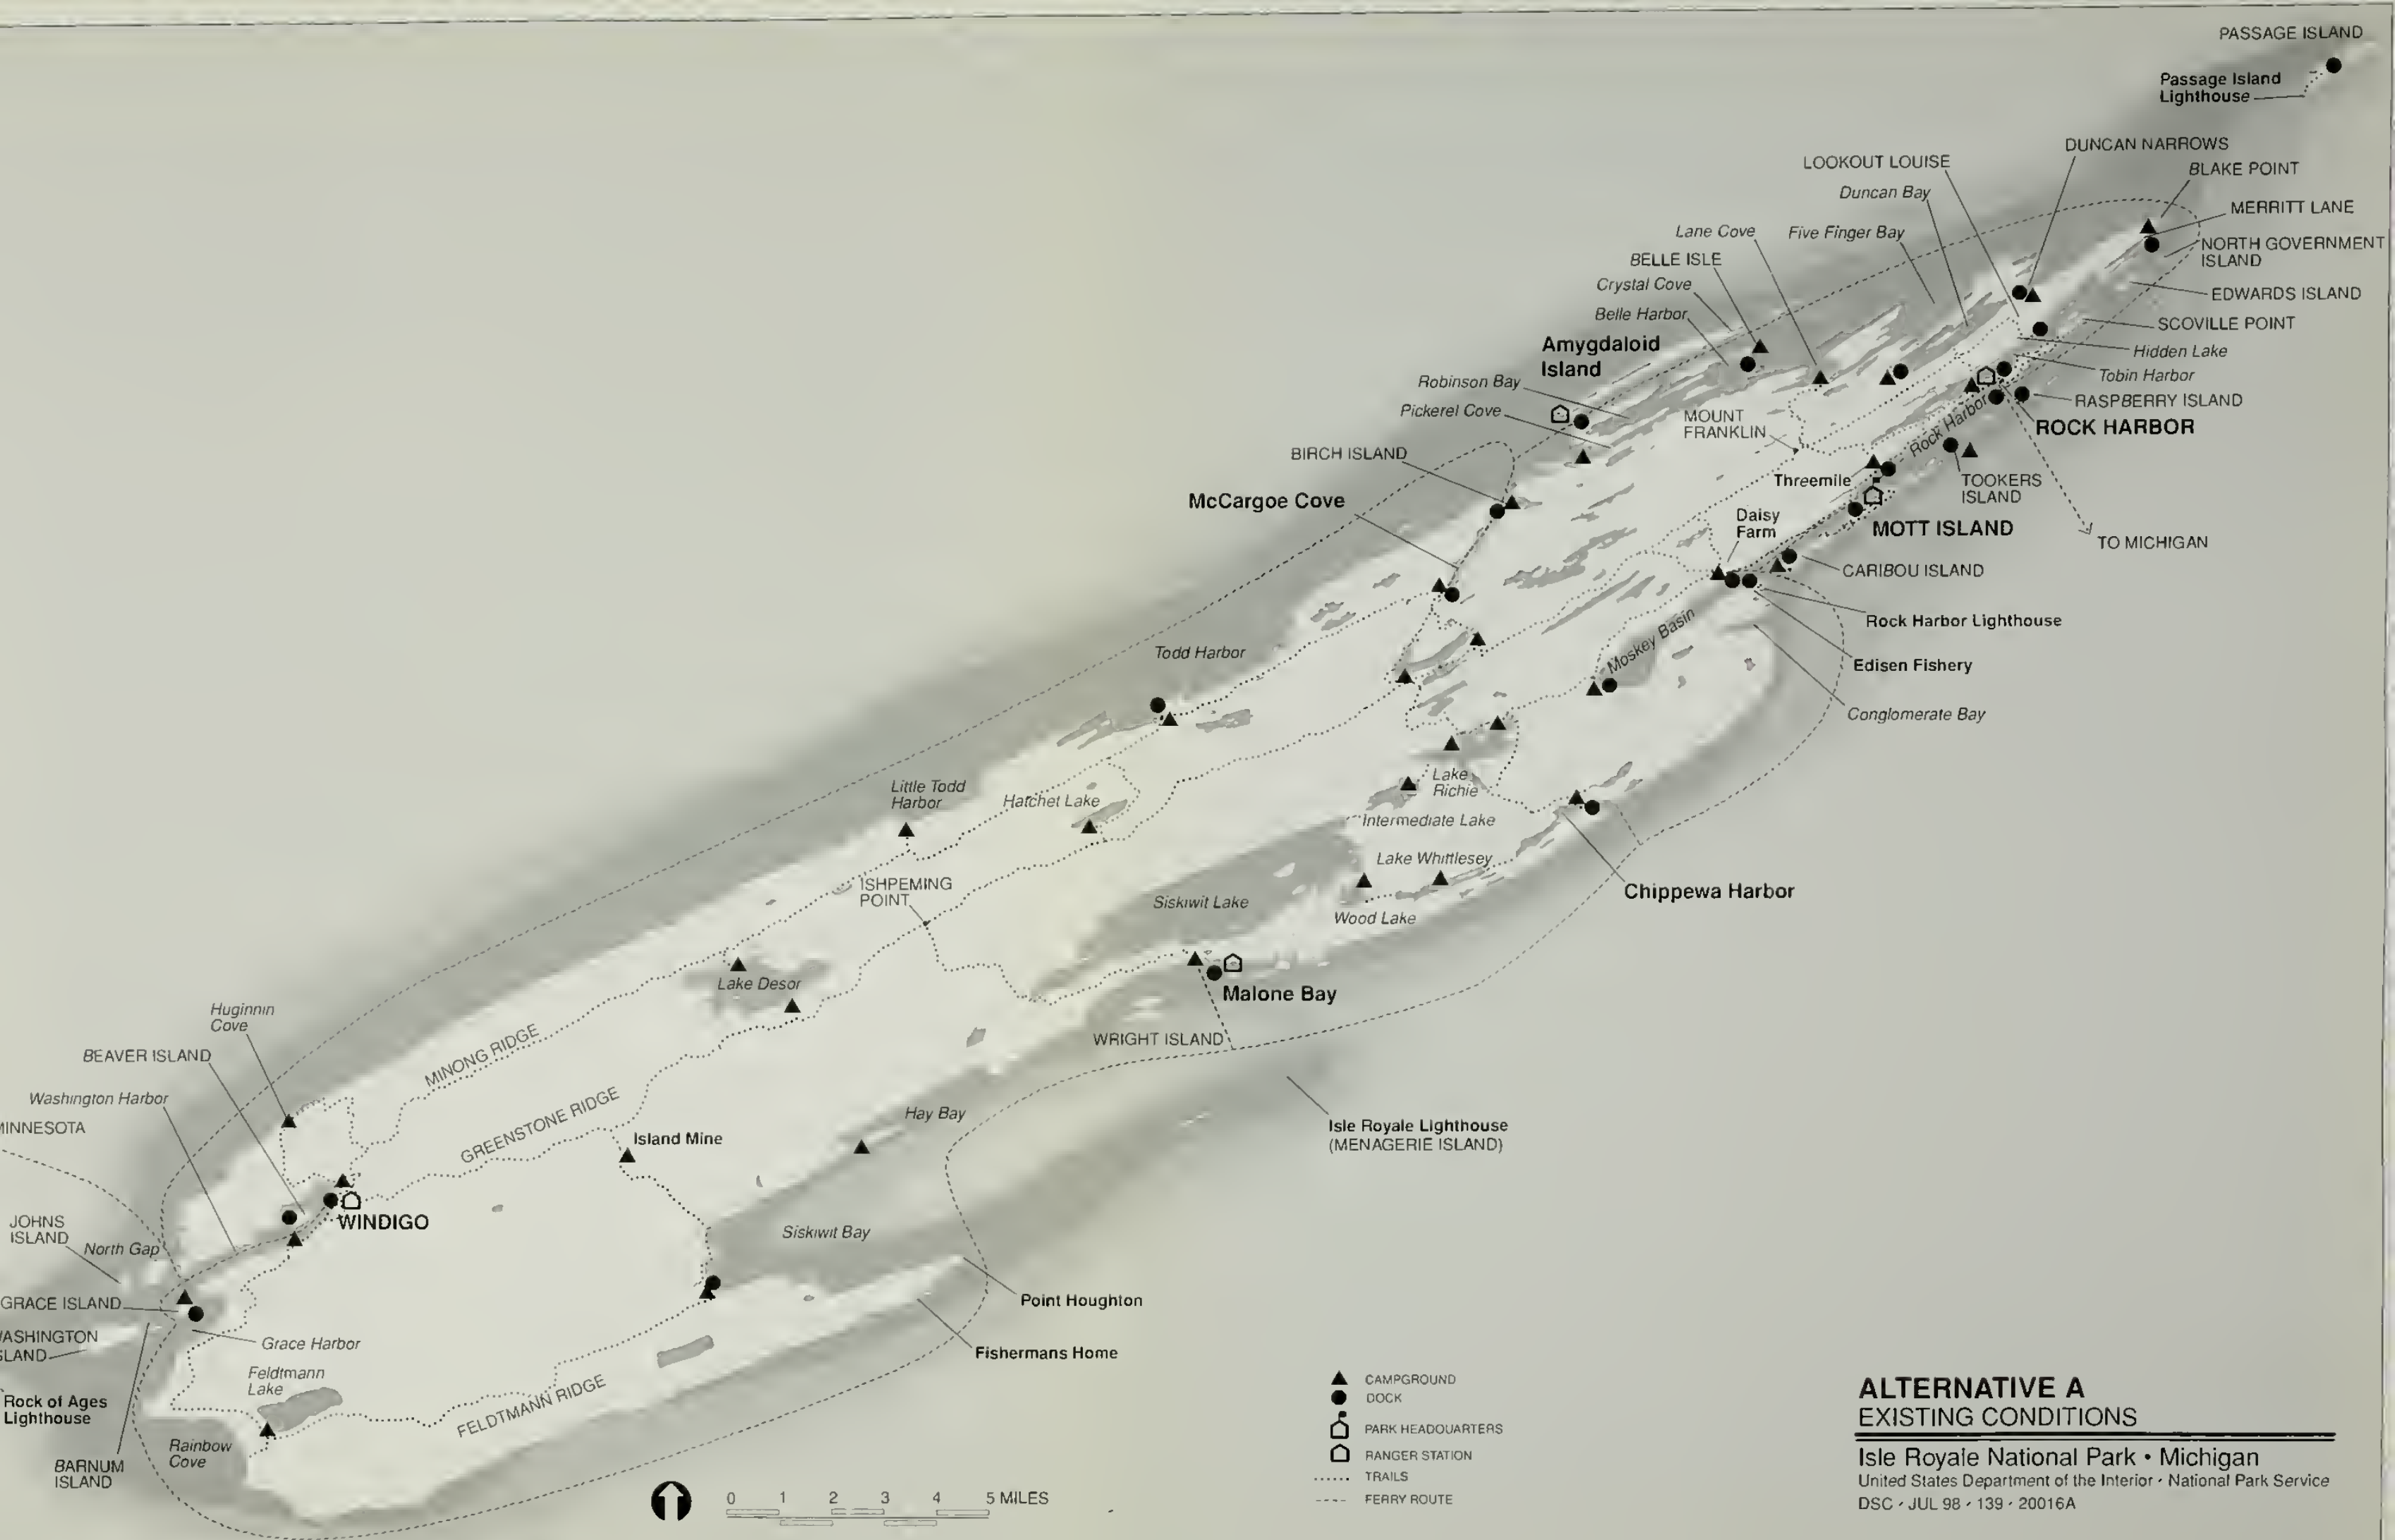 PASSAGE ISLAND
Passage Island
Lighthouse
DUNCAN NARROWS
LOOKOUT LOUISE
BLAKE POINT
Duncan Bay
MERRITT LANE
Lane Cove
Five Finger Bay
NORTH GOVERNMENT
ISLAND
BELLE ISLE
Crystal Cove
EDWARDS ISLAND
Belle Harbor
SCOVILLE POINT
Amygdaloid
Island
Hidden Lake
Robinson Bay
Tobin Harbor
Pickerel Cove
RASPBERRY ISLAND
MOUNT
FRANKLIN
Rock Harbor
ROCK HARBOR
BIRCH ISLAND
Threemile
TOOKERS
ISLAND
McCargoe Cove
Daisy
Farm
MOTT ISLAND
TO MICHIGAN
CARIBOU ISLAND
Rock Harbor Lighthouse
Moskey Basin
Todd Harbor
Edisen Fishery
Conglomerate Bay
Little Todd
Harbor
Hatchet Lake
Lake
Richie
Intermediate Lake
Lake Whittlesey
ISHPEMING
POINT
Chippewa Harbor
Siskiwit Lake
Wood Lake
Lake Desor
Malone Bay
Huginnin
Cove
WRIGHT ISLAND
MINONG RIDGE
BEAVER ISLAND
Washington Harbor
Hay Bay
GREENSTONE RIDGE
Isle Royale Lighthouse
(MENAGERIE ISLAND)
MINNESOTA
Island Mine
JOHNS
ISLAND
WINDIGO
North Gap
Siskiwit Bay
GRACE ISLAND
Point Houghton
WASHINGTON
ISLAND
Grace Harbor
Fishermans Home
Feldtmann
Lake
Rock of Ages
Lighthouse
FELDTMANN RIDGE
Rainbow
Cove
BARNUM
ISLAND
0 1 2 3 4 5 MILES
CAMPGROUND
DOCK
PARK HEADQUARTERS
RANGER STATION
TRAILS
FERRY ROUTE
ALTERNATIVE A
EXISTING CONDITIONS
Isle Royale National Park • Michigan
United States Department of the Interior · National Park Service
DSC · JUL 98 · 139 · 20016A